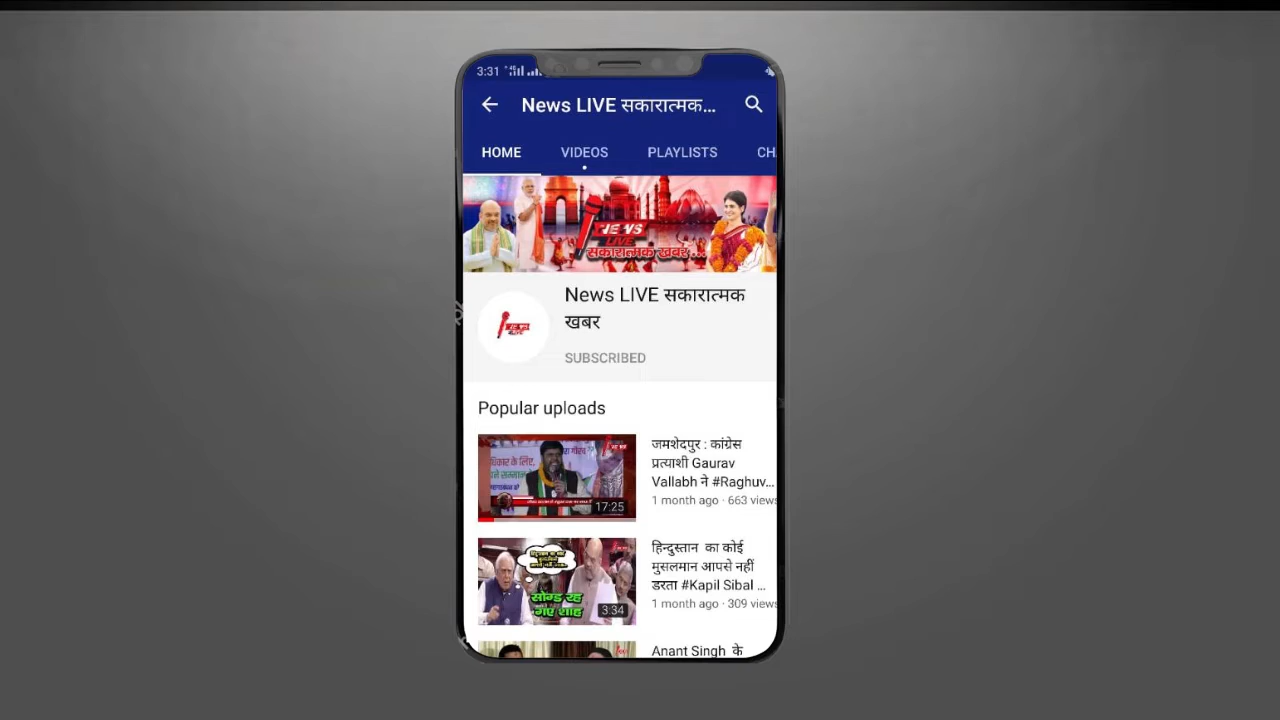 3:31
News LIVE सकारात्मक...
HOME VIDEOS PLAYLISTS CH
NEWS
LIVE
सकारात्मक खबर ...
News LIVE सकारात्मक
खबर
SUBSCRIBED
Popular uploads
जमशेदपुर : कांग्रेस
प्रत्याशी Gaurav
Vallabh ने #Raghuv...
1 month ago · 663 views
17:25
हिन्दुस्तान का कोई
मुसलमान आपसे नहीं
डरता #Kapil Sibal ...
1 month ago · 309 views
गए शाह
3:34
Anant Singh के